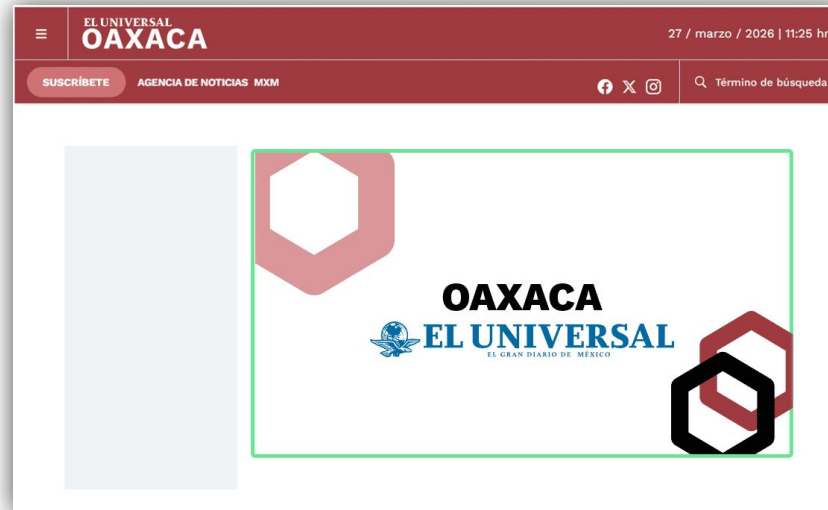 EL UNIVERSAL
OAXACA
27 / marzo / 2026 | 11:25 hr
SUSCRÍBETE AGENCIA DE NOTICIAS MXM
Término de búsqueda
OAXACA
EL UNIVERSAL
EL GRAN DIARIO DE MÉXICO